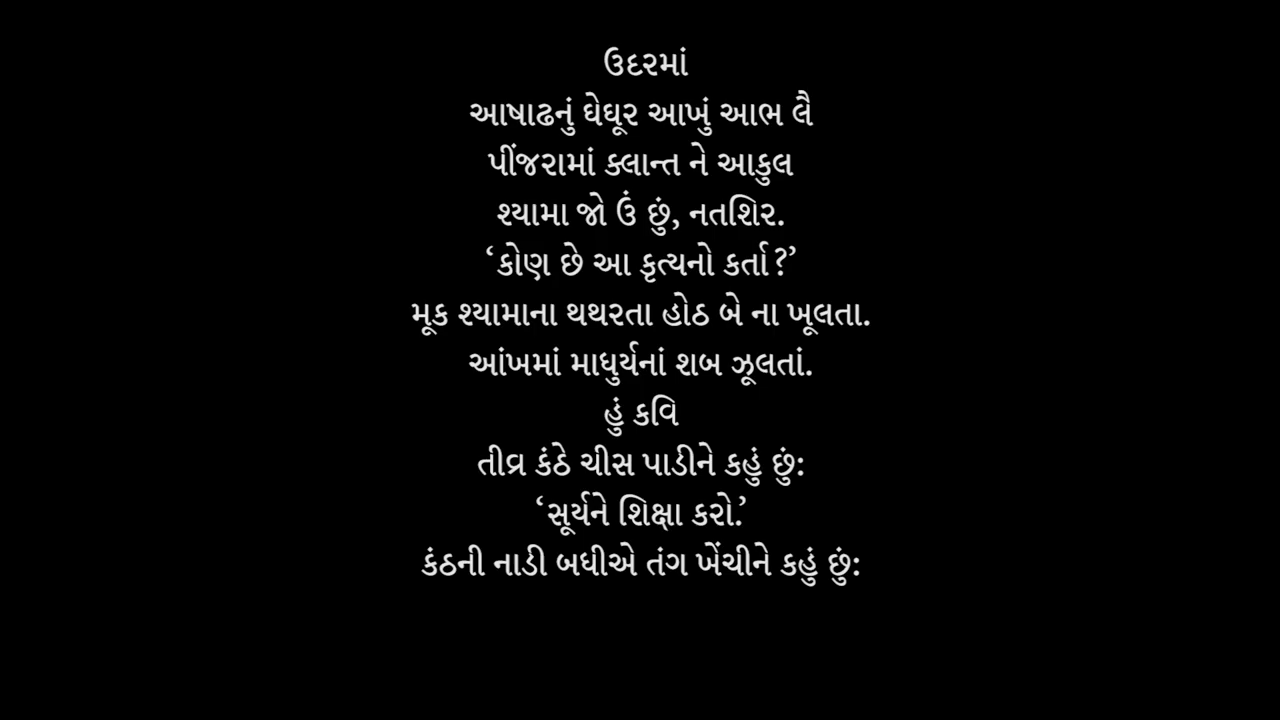 ઉદરમાં
આષાઢનું ઘેઘૂર આખું આભ લૈ
પીંજરામાં ક્લાન્ત ને આકુલ
શ્યામા જો ઉં છું, નતશિર.
‘કોણ છે આ કૃત્યનો કર્તા?’
મૂક શ્યામાના થથરતા હોઠ બે ના ખૂલતા.
આંખમાં માધુર્યનાં શબ ઝૂલતાં.
હું કવિ
તીવ્ર કંઠે ચીસ પાડીને કહું છું:
‘સૂર્યને શિક્ષા કરો.’
કંઠની નાડી બધીએ તંગ ખેંચીને કહું છું: